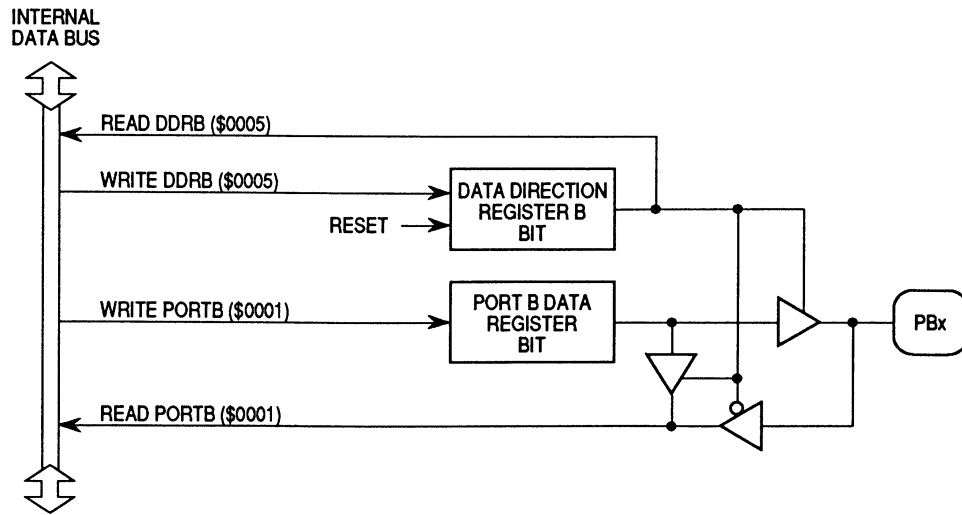 INTERNAL
DATA BUS
READ DDRB ($0005)
WRITE DDRB ($0005)
RESET
DATA DIRECTION
REGISTER B
BIT
WRITE PORTB ($0001)
PORT B DATA
REGISTER
BIT
PBx
READ PORTB ($0001)